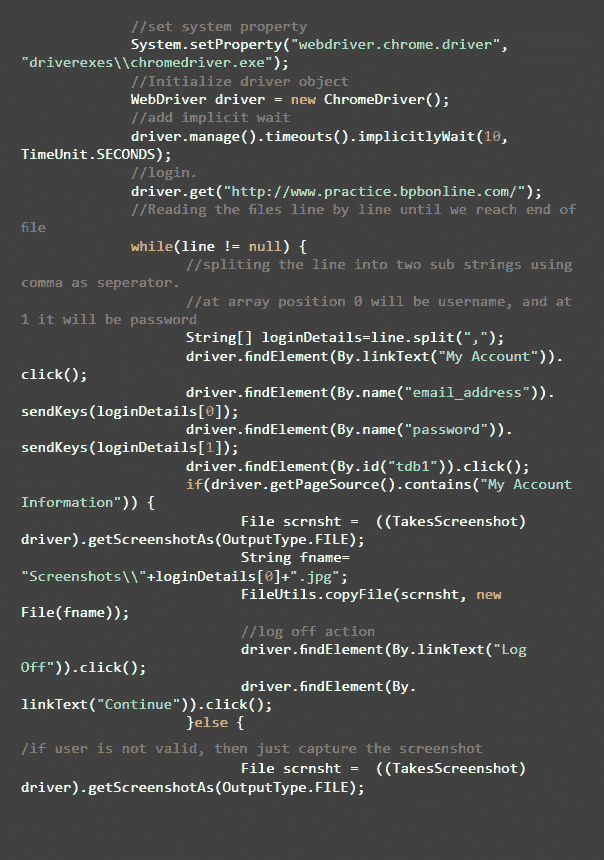 //set system property
System.setProperty("webdriver.chrome.driver",
"driverexes\\chromedriver.exe");
//Initialize driver object
WebDriver driver = new ChromeDriver();
//add implicit wait
driver.manage().timeouts().implicitlyWait(10,
TimeUnit.SECONDS);
//login.
driver.get("http://www.practice.bpbonline.com/");
//Reading the files line by line until we reach end of
file
while(line != null) {
//spliting the line into two sub strings using
comma as seperator.
//at array position 0 will be username, and at
1 it will be password
String[] loginDetails=line.split(",");
driver.findElement(By.linkText("My Account")).
click();
driver.findElement(By.name("email_address")).
sendKeys(loginDetails[0]);
driver.findElement(By.name("password")).
sendKeys(loginDetails[1]);
driver.findElement(By.id("tdb1")).click();
if(driver.getPageSource().contains("My Account
Information")) {
File scrnsht =  ((TakesScreenshot)
driver).getScreenshotAs(OutputType.FILE);
String fname=
"Screenshots\\"+loginDetails[0]+".jpg";
FileUtils.copyFile(scrnsht, new
File(fname));
//log off action
driver.findElement(By.linkText("Log
Off")).click();
driver.findElement(By.
linkText("Continue")).click();
}else {
/if user is not valid, then just capture the screenshot
File scrnsht =  ((TakesScreenshot)
driver).getScreenshotAs(OutputType.FILE);